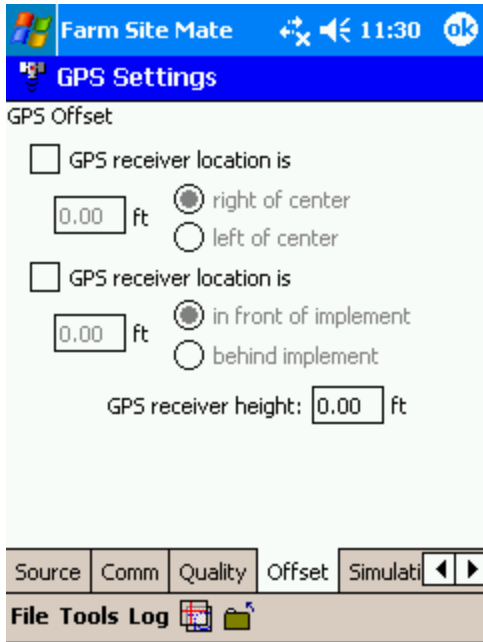 Farm Site Mate 11:30 ok
GPS Settings
GPS Offset
GPS receiver location is
0.00 ft
right of center
left of center
GPS receiver location is
0.00 ft
in front of implement
behind implement
GPS receiver height: 0.00 ft
Source Comm Quality Offset Simulati
File Tools Log